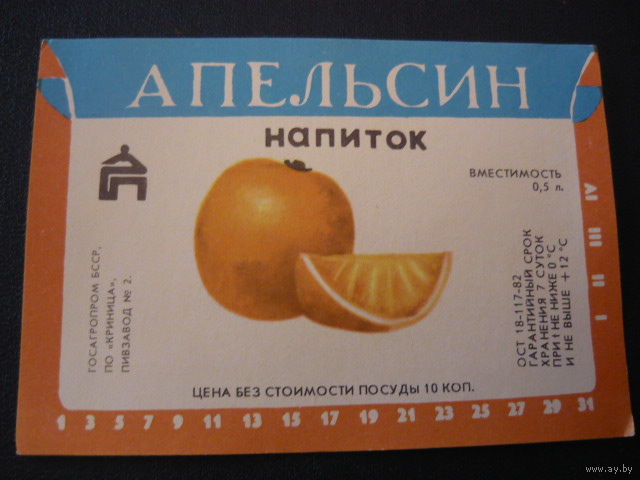 АПЕЛЬСИН
напиток
ВМЕСТИМОСТЬ
0,5 л.
ГОСАГРОПРОМ БССР,
ПО «КРИНИЦА»,
ПИВЗАВОД № 2.
ОСТ 18-117-82
ГАРАНТИЙНЫЙ СРОК
ХРАНЕНИЯ 7 СУТОК
ПРИ t НЕ НИЖЕ 0 °C
И НЕ ВЫШЕ +12 °C
I II III IV
ЦЕНА БЕЗ СТОИМОСТИ ПОСУДЫ 10 КОП.
1 3 5 7 9 11 13 15 17 19 21 23 25 27 29 31
www.ay.by